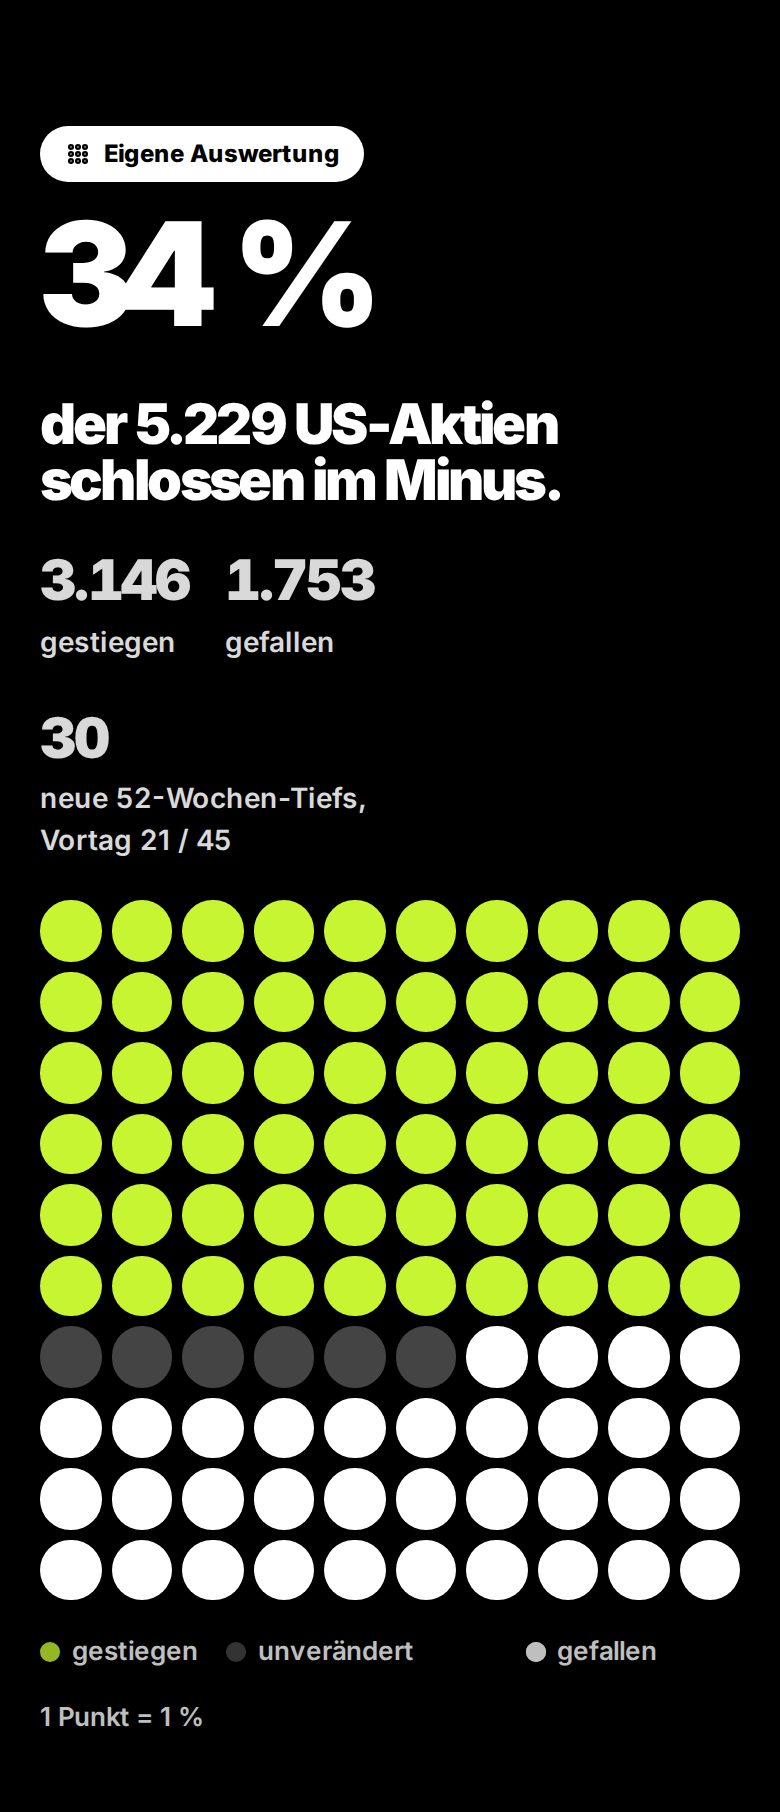 Eigene Auswertung
34 %
der 5.229 US-Aktien
schlossen im Minus.
3.146 1.753
gestiegen gefallen
30
neue 52-Wochen-Tiefs,
Vortag 21 / 45
gestiegen unverändert gefallen
1 Punkt = 1 %